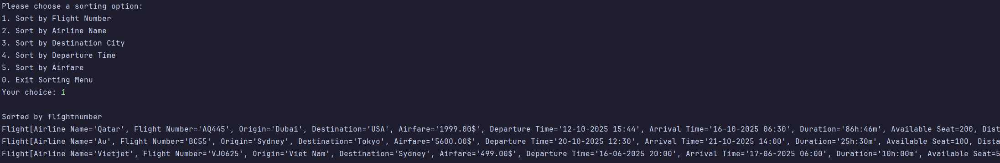 Please choose a sorting option:
1. Sort by Flight Number
2. Sort by Airline Name
3. Sort by Destination City
4. Sort by Departure Time
5. Sort by Airfare
0. Exit Sorting Menu
Your choice: 1
Sorted by flightnumber
Flight[Airline Name='Qatar', Flight Number='AQ445', Origin='Dubai', Destination='USA', Airfare='1999.00$', Departure Time='12-10-2025 15:44', Arrival Time='16-10-2025 06:30', Duration='86h:46m', Available Seat=200, Dist
Flight[Airline Name='Au', Flight Number='BC55', Origin='Sydney', Destination='Tokyo', Airfare='5600.00$', Departure Time='20-10-2025 12:30', Arrival Time='21-10-2025 14:00', Duration='25h:30m', Available Seat=100, Dista
Flight[Airline Name='Vietjet', Flight Number='VJ0625', Origin='Viet Nam', Destination='Sydney', Airfare='499.00$', Departure Time='16-06-2025 20:00', Arrival Time='17-06-2025 06:00', Duration='10h:00m', Available Seat=5